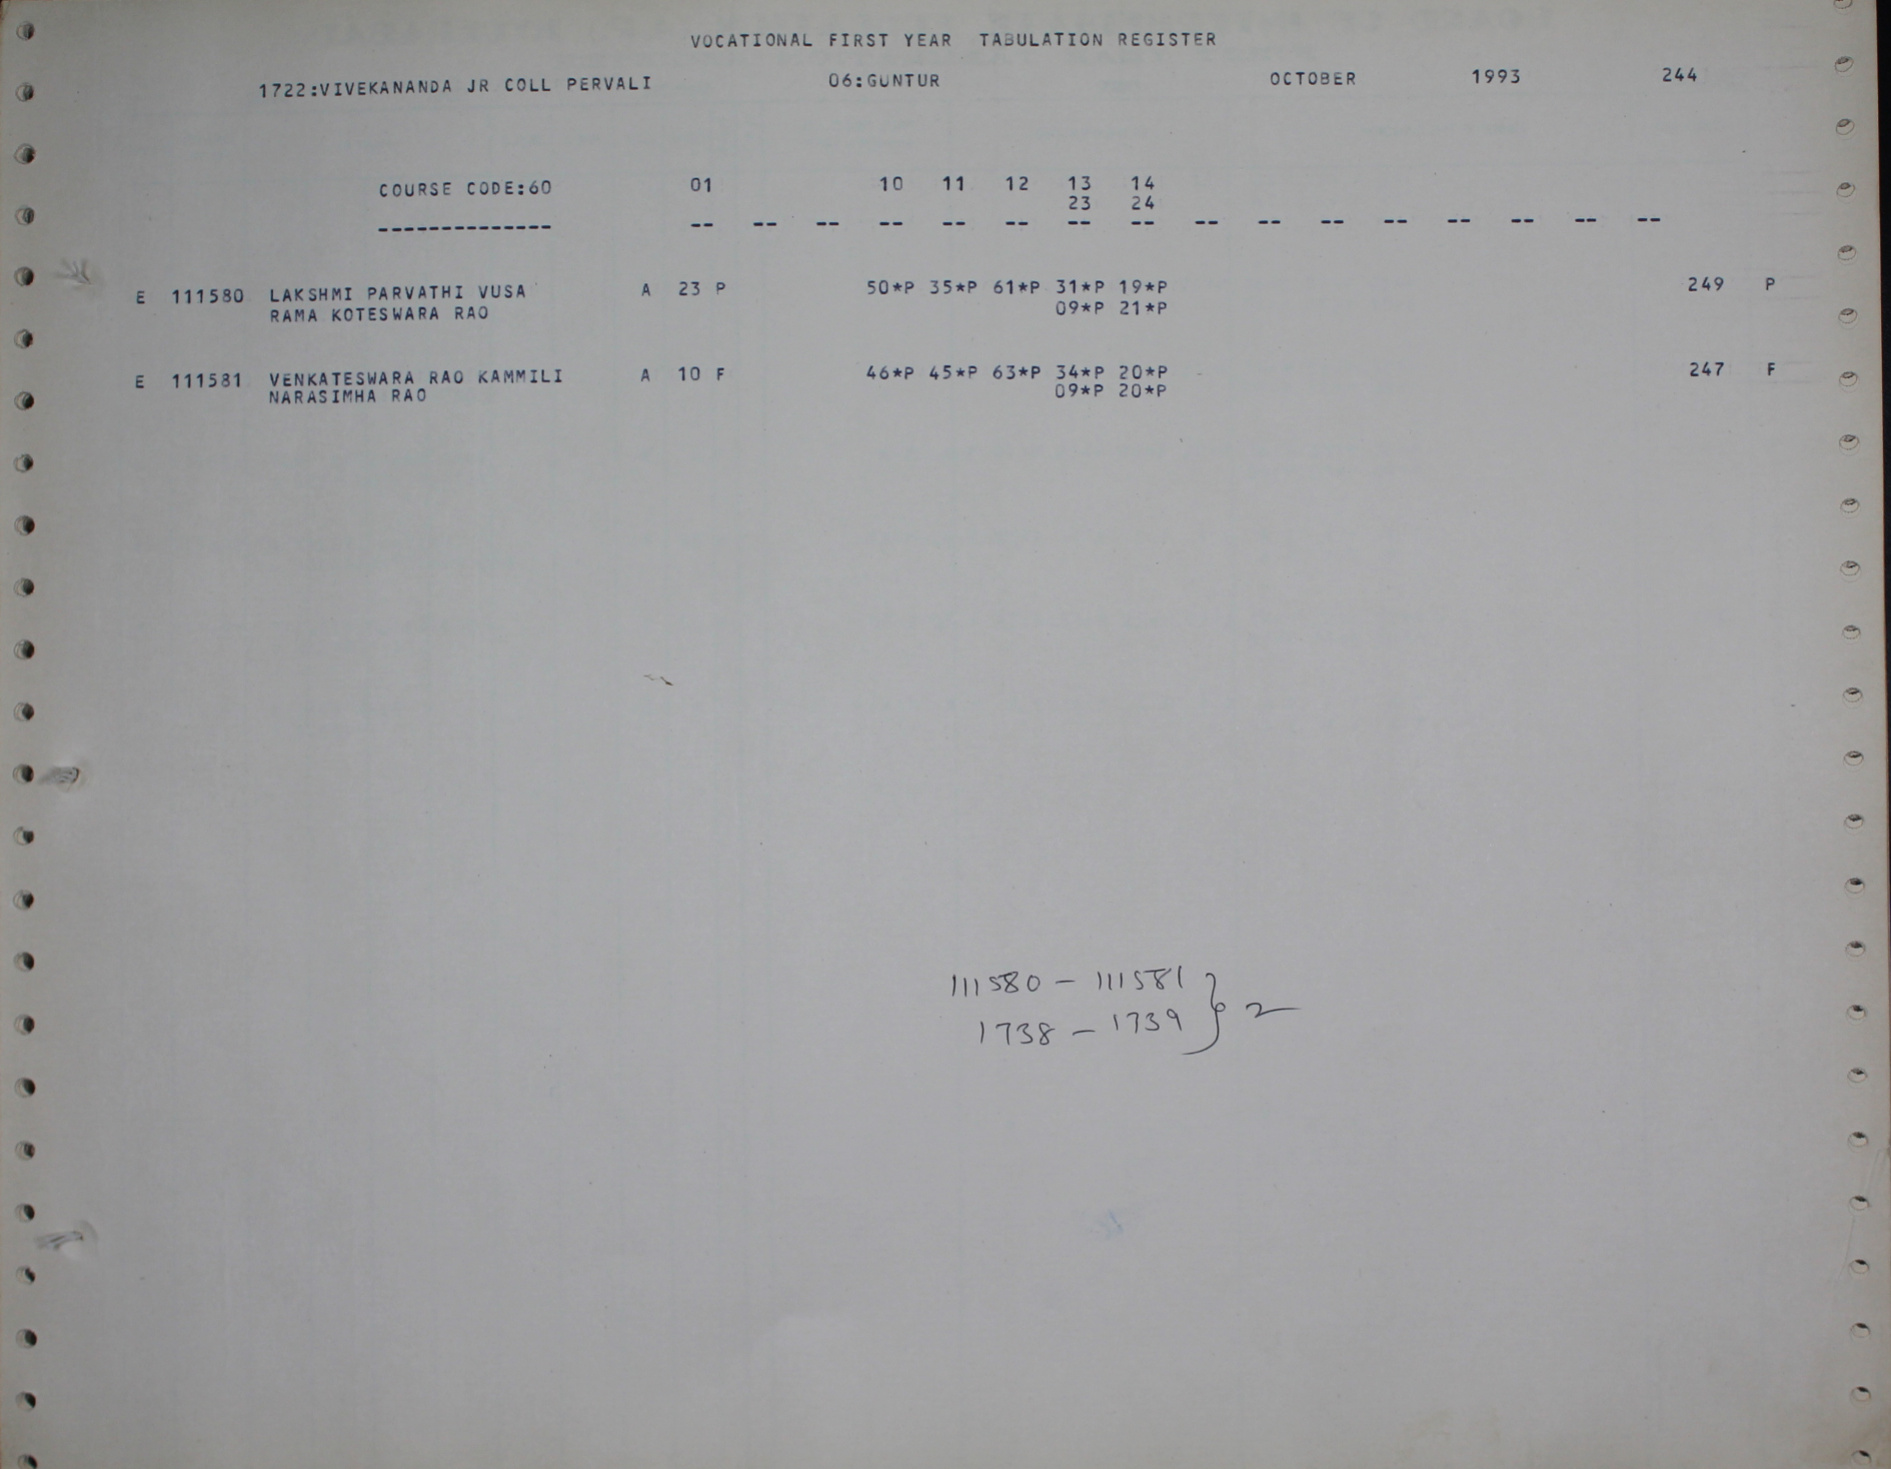 VOCATIONAL FIRST YEAR TABULATION REGISTER
1722:VIVEKANANDA JR COLL PERVALI 06:GUNTUR OCTOBER 1993 244
COURSE CODE:60 01 10 11 12 13 14
23 24
-------------- -- -- -- -- -- -- -- -- -- -- -- -- -- -- -- --
E 111580 LAKSHMI PARVATHI VUSA A 23 P 50*P 35*P 61*P 31*P 19*P 249 P
RAMA KOTESWARA RAO 09*P 21*P
E 111581 VENKATESWARA RAO KAMMILI A 10 F 46*P 45*P 63*P 34*P 20*P 247 F
NARASIMHA RAO 09*P 20*P
111580 - 111581
1738 - 1739 } 2